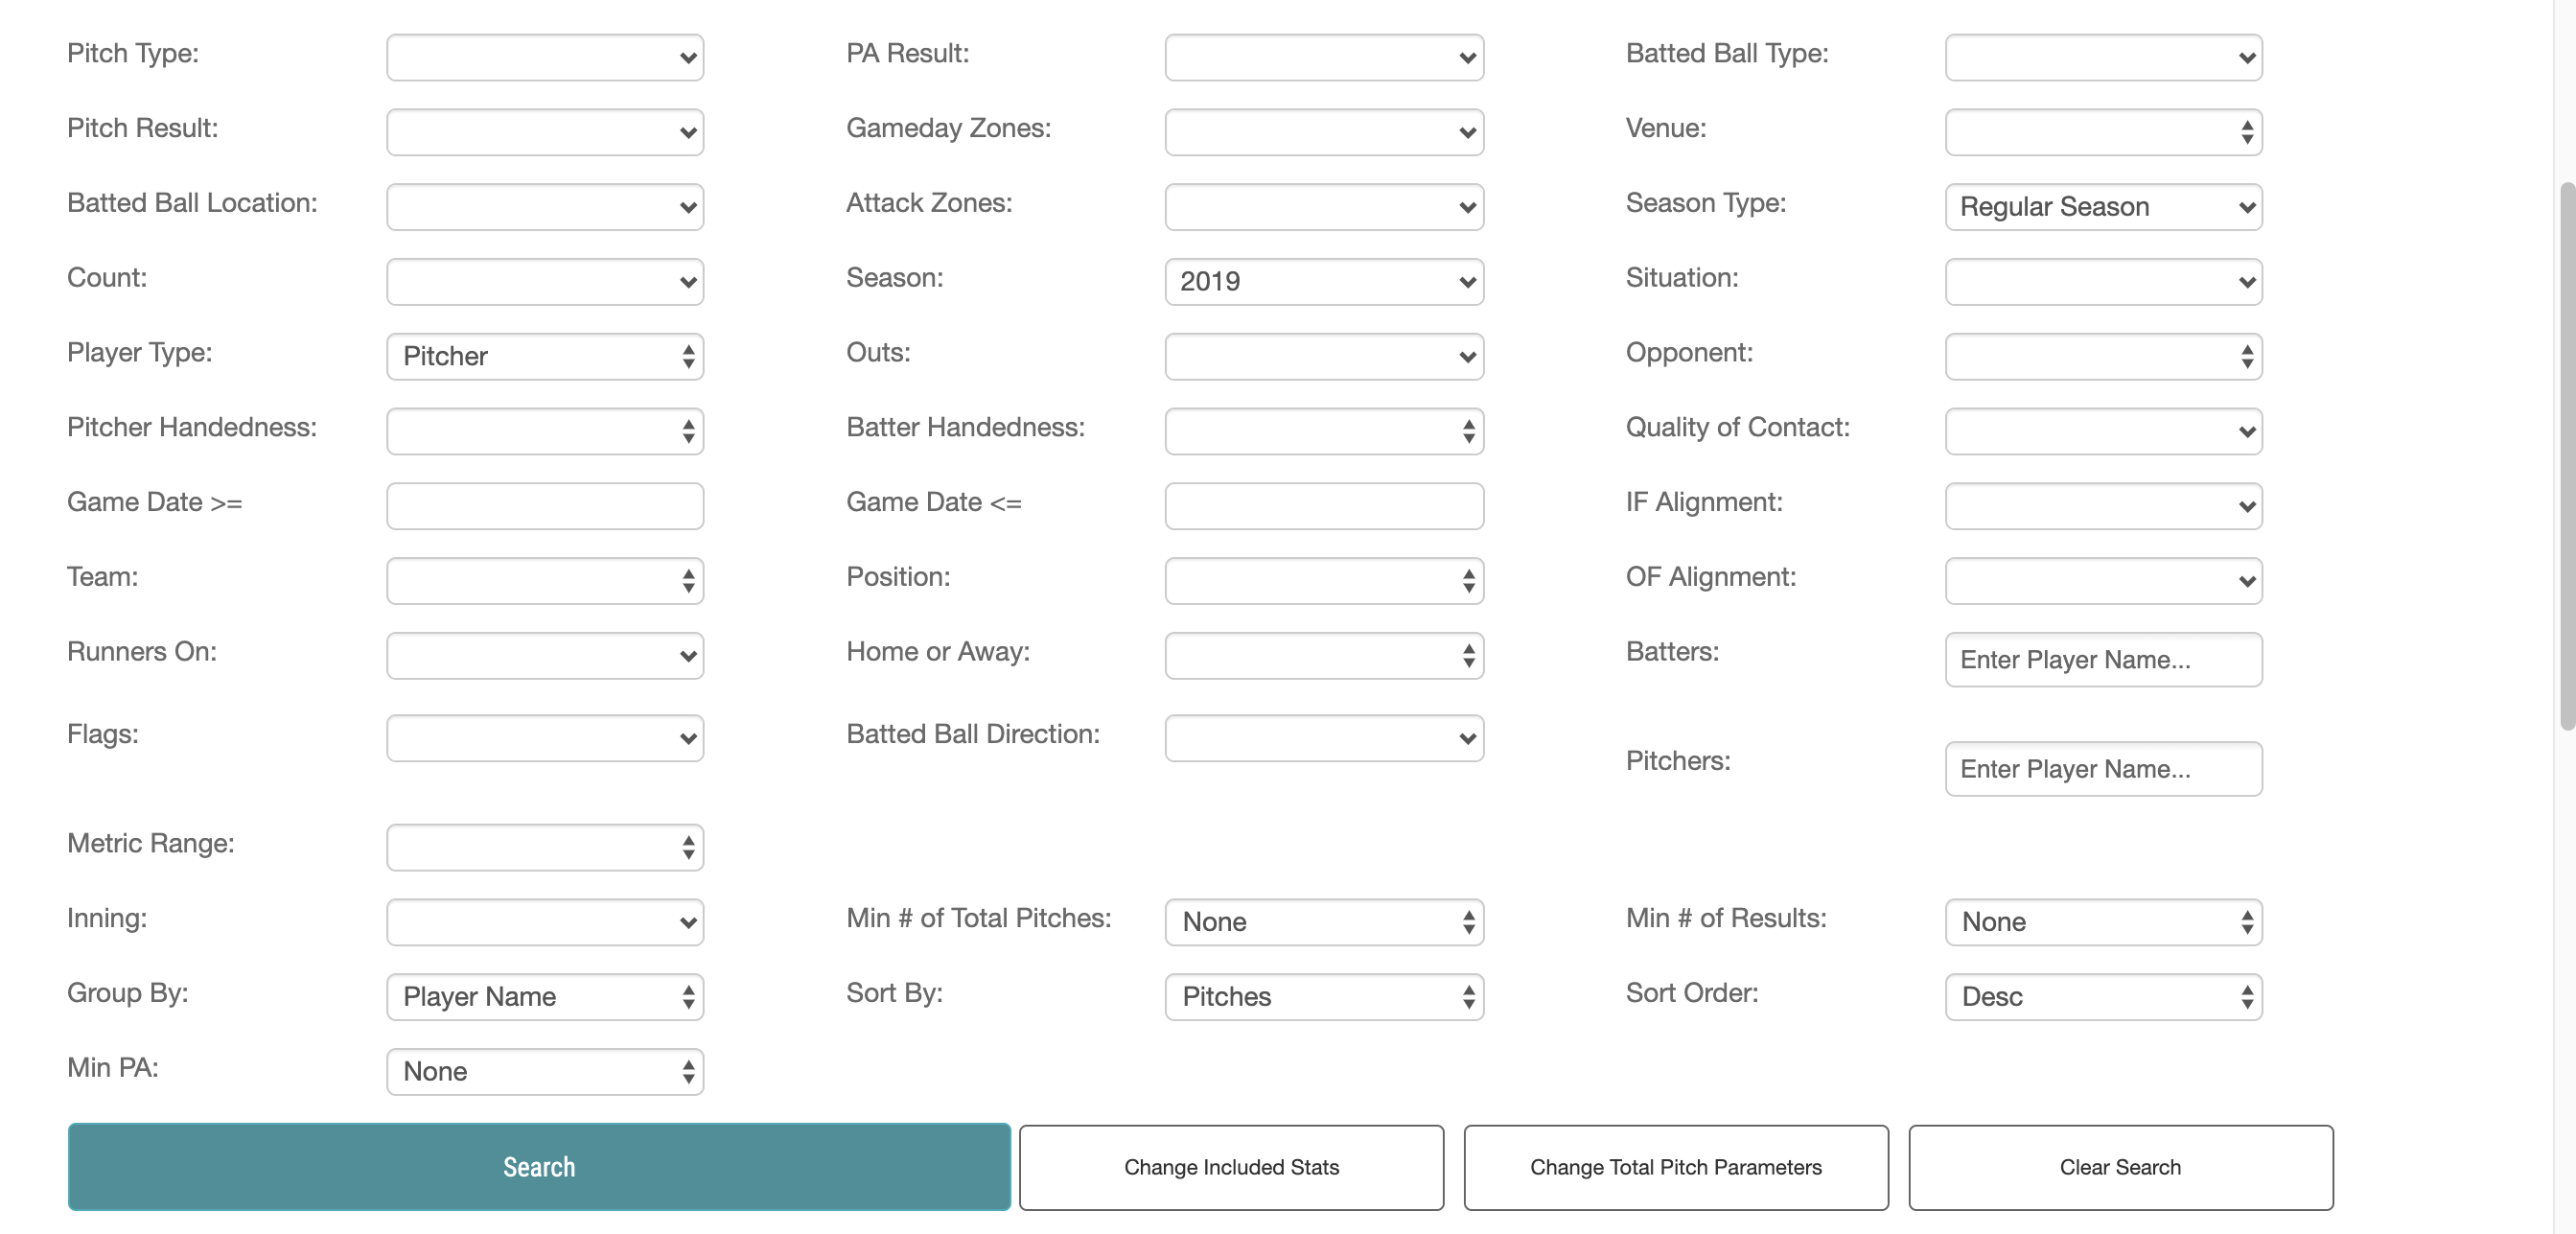 Pitch Type: PA Result: Batted Ball Type:
Pitch Result: Gameday Zones: Venue:
Batted Ball Location: Attack Zones: Season Type: Regular Season
Count: Season: 2019 Situation:
Player Type: Pitcher Outs: Opponent:
Pitcher Handedness: Batter Handedness: Quality of Contact:
Game Date >= Game Date <= IF Alignment:
Team: Position: OF Alignment:
Runners On: Home or Away: Batters: Enter Player Name...
Flags: Batted Ball Direction:
Pitchers: Enter Player Name...
Metric Range:
Inning: Min # of Total Pitches: None Min # of Results: None
Group By: Player Name Sort By: Pitches Sort Order: Desc
Min PA: None
Search Change Included Stats Change Total Pitch Parameters Clear Search